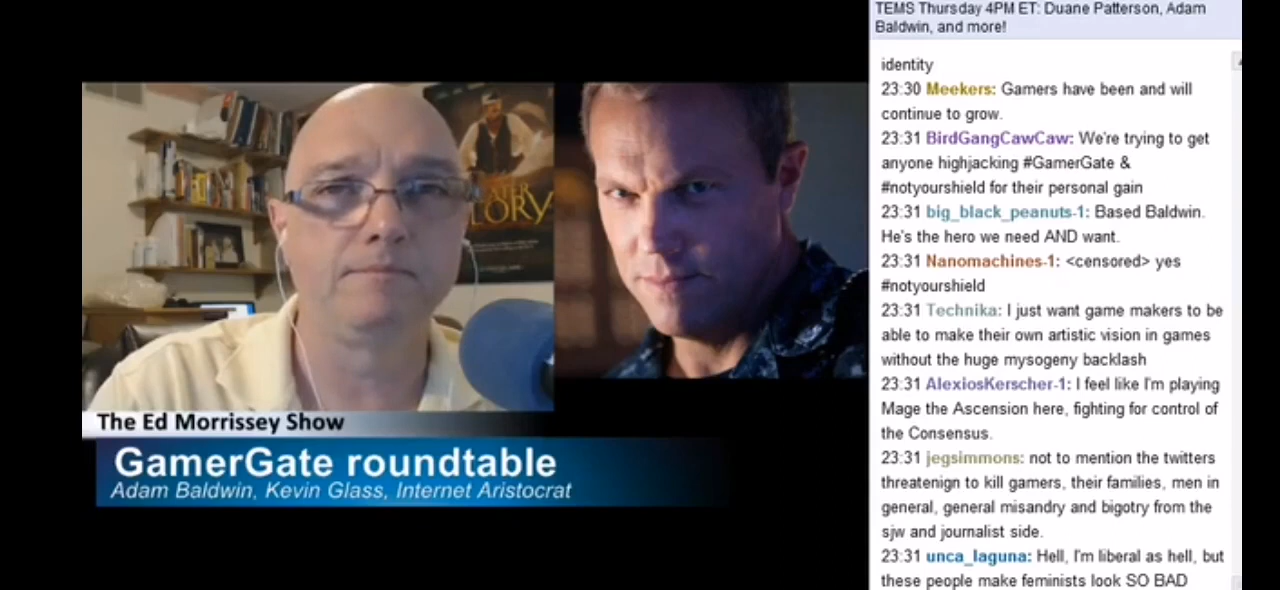 TEMS Thursday 4PM ET: Duane Patterson, Adam
Baldwin, and more!
identity
23:30 Meekers: Gamers have been and will
continue to grow.
23:31 BirdGangCawCaw: We're trying to get
anyone highjacking #GamerGate &
#notyourshield for their personal gain
23:31 big_black_peanuts-1: Based Baldwin.
He's the hero we need AND want.
23:31 Nanomachines-1: <censored> yes
#notyourshield
23:31 Technika: I just want game makers to be
able to make their own artistic vision in games
without the huge mysogeny backlash
23:31 AlexiosKerscher-1: I feel like I'm playing
Mage the Ascension here, fighting for control of
the Consensus.
23:31 jegsimmons: not to mention the twitters
threatenign to kill gamers, their families, men in
general, general misandry and bigotry from the
sjw and journalist side.
23:31 unca_laguna: Hell, I'm liberal as hell, but
these people make feminists look SO BAD
ATER
LORY
The Ed Morrissey Show
GamerGate roundtable
Adam Baldwin, Kevin Glass, Internet Aristocrat